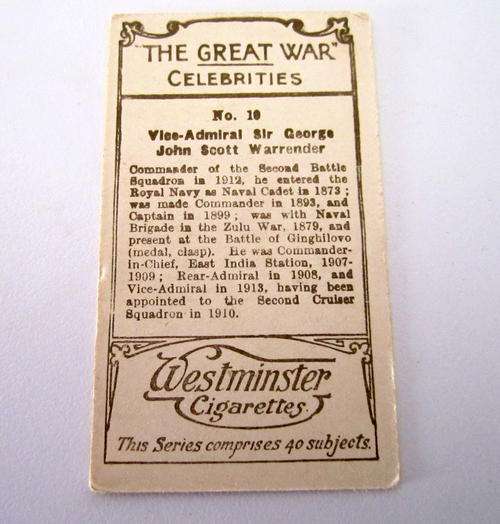 "THE GREAT WAR"
CELEBRITIES
No. 10
Vice-Admiral Sir George
John Scott Warrender
Commander of the Second Battle
Squadron in 1912, he entered the
Royal Navy as Naval Cadet in 1873;
was made Commander in 1893, and
Captain in 1899; was with Naval
Brigade in the Zulu War, 1879, and
present at the Battle of Ginghilovo
(medal, clasp). He was Commander-
in-Chief, East India Station, 1907-
1909; Rear-Admiral in 1908, and
Vice-Admiral in 1913, having been
appointed to the Second Cruiser
Squadron in 1910.
Westminster
Cigarettes.
This Series comprises 40 subjects.